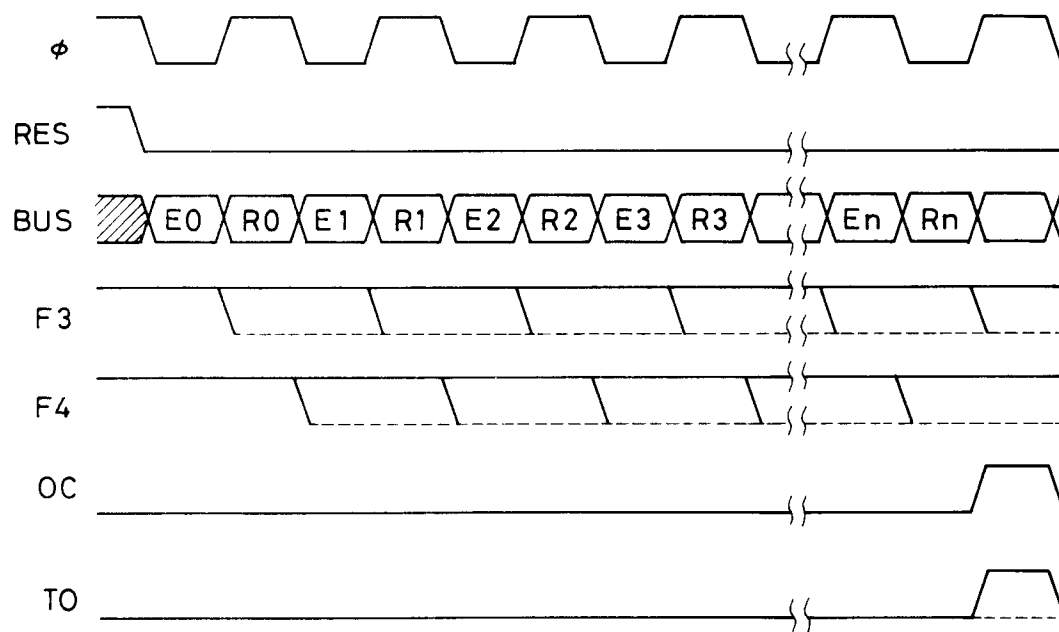 ϕ
RES
BUS E0 R0 E1 R1 E2 R2 E3 R3 En Rn
F3
F4
OC
TO